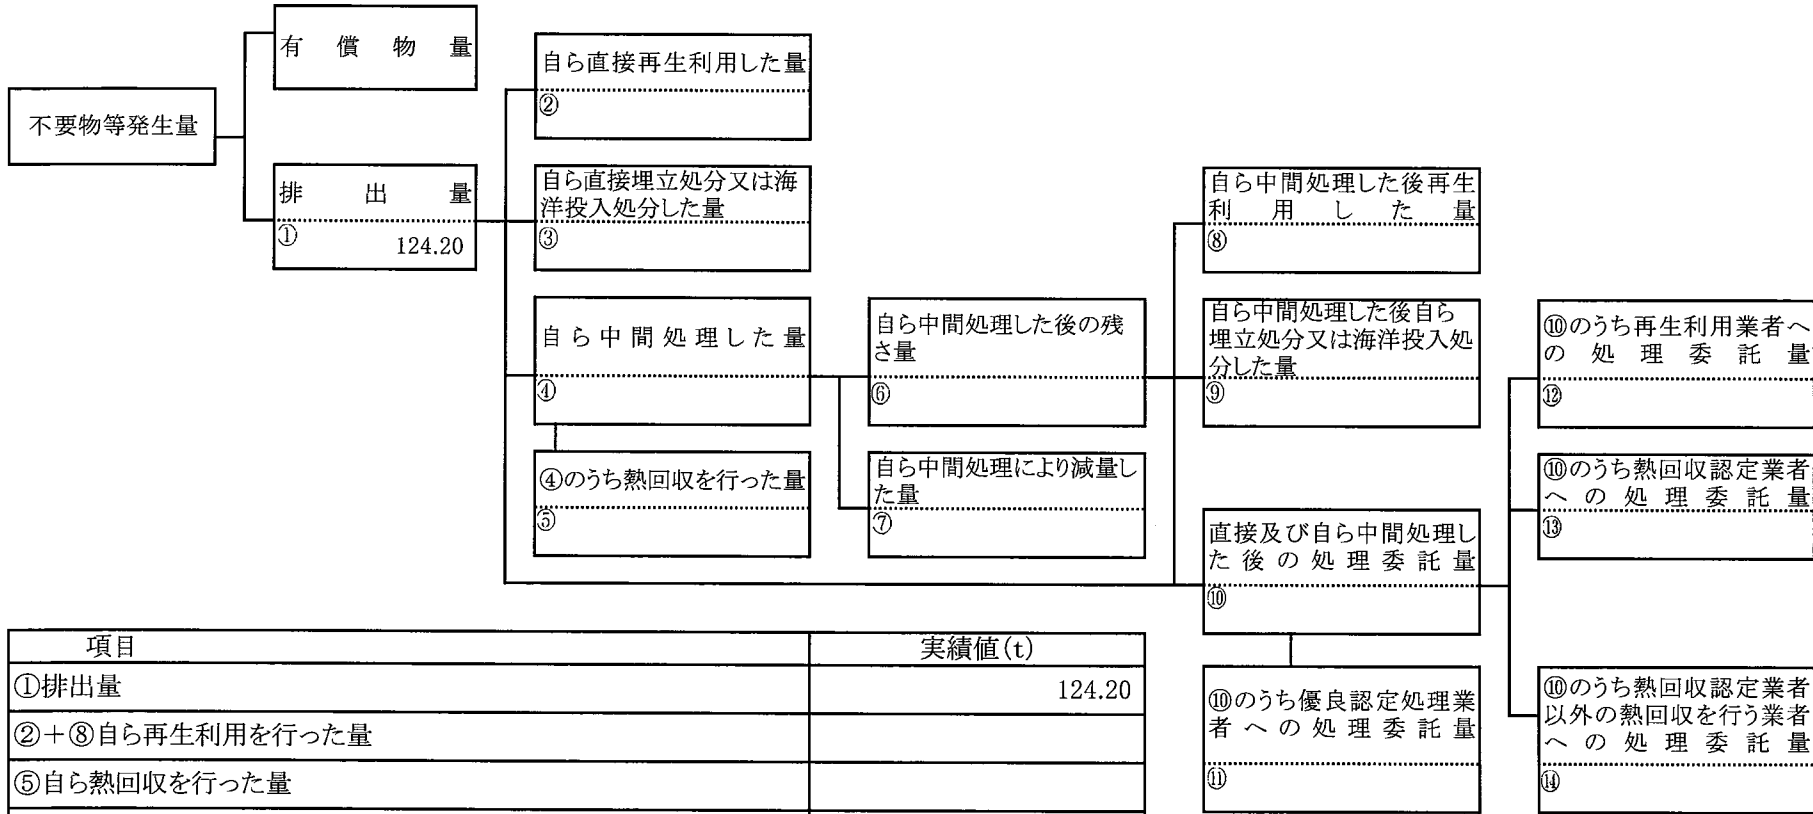 有償物量
自ら直接再生利用した量
②
不要物等発生量
排出量
①
124.20
自ら直接埋立処分又は海
洋投入処分した量
③
自ら中間処理した後再生
利用した量
⑧
自ら中間処理した量
④
自ら中間処理した後の残
さ量
⑥
自ら中間処理した後自ら
埋立処分又は海洋投入処
分した量
⑨
⑩のうち再生利用業者へ
の処理委託量
⑫
④のうち熱回収を行った量
⑤
自ら中間処理により減量し
た量
⑦
直接及び自ら中間処理し
た後の処理委託量
⑩
⑩のうち熱回収認定業者
への処理委託量
⑬
項目 実績値(t)
①排出量 124.20
②+⑧自ら再生利用を行った量
⑤自ら熱回収を行った量
⑩のうち優良認定処理業
者への処理委託量
⑪
⑩のうち熱回収認定業者
以外の熱回収を行う業者
への処理委託量
⑭